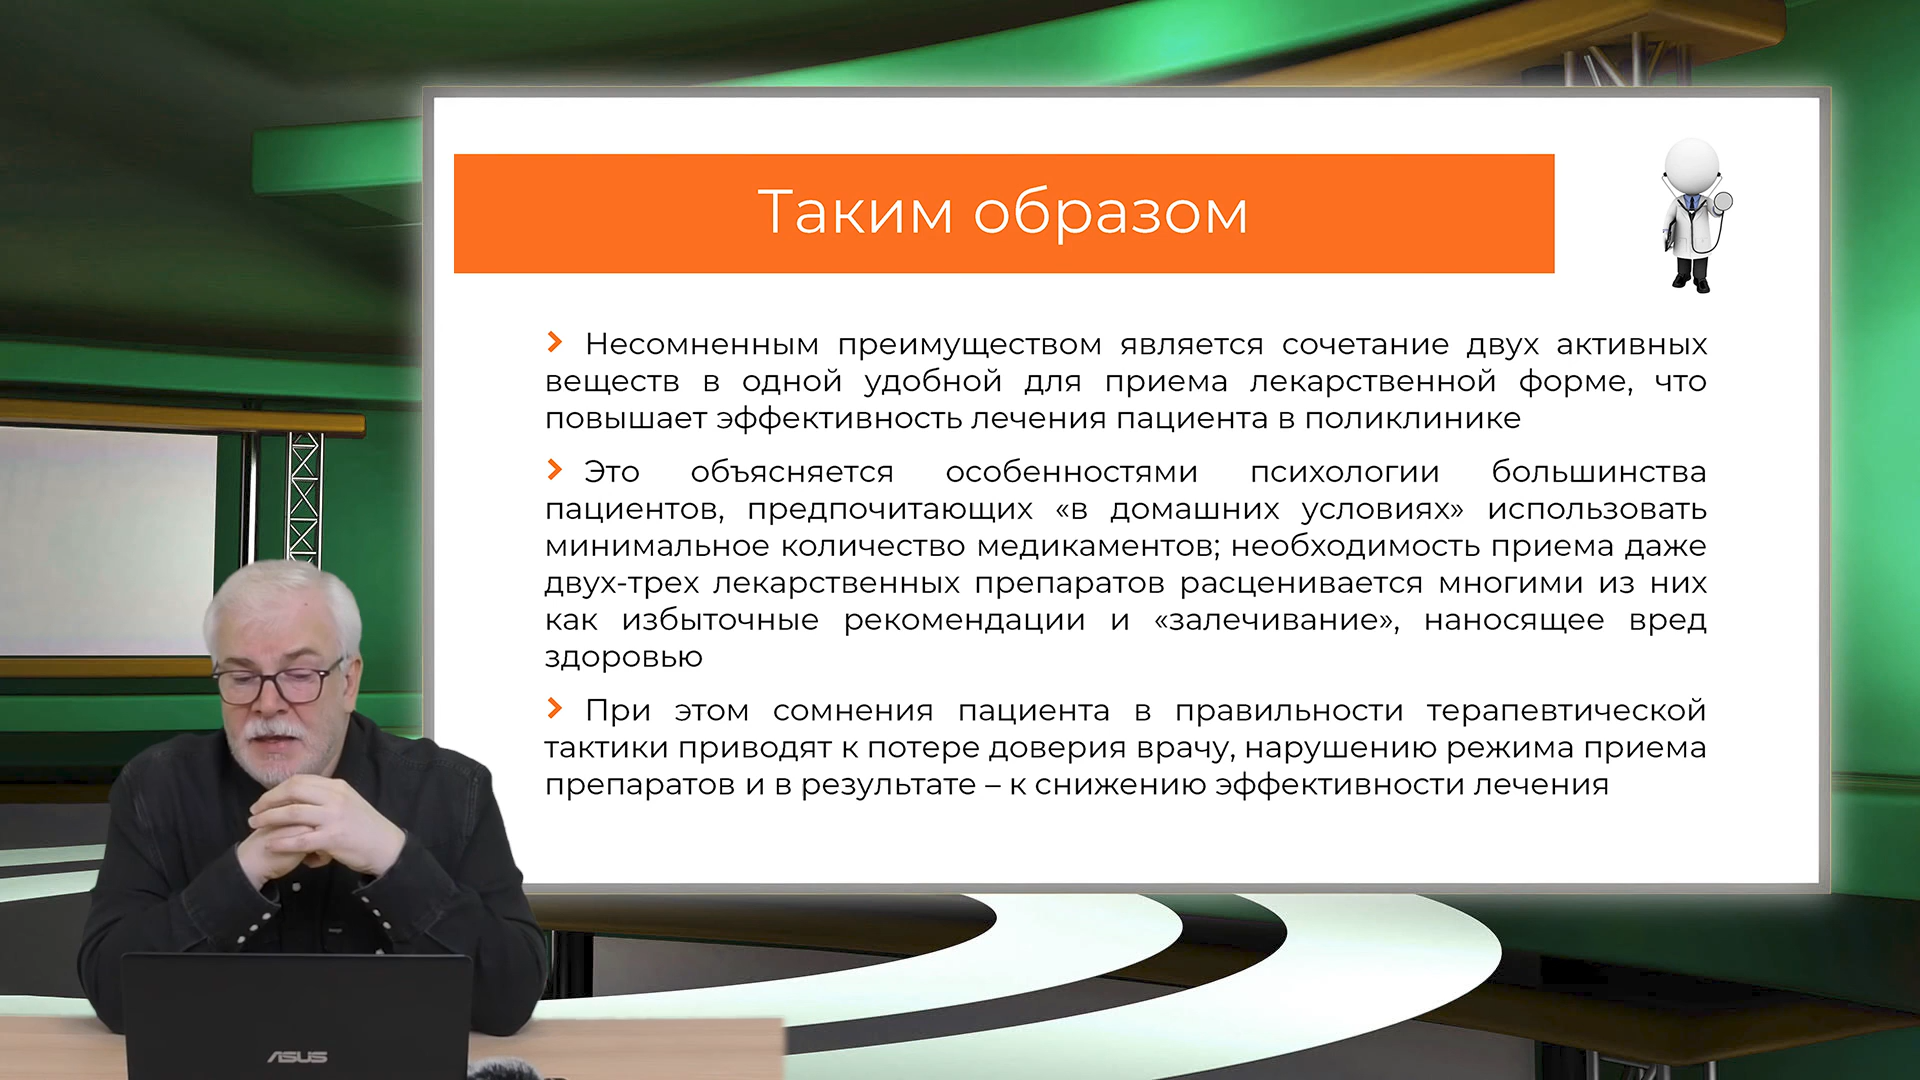 Таким образом
Несомненным преимуществом является сочетание двух активных
веществ в одной удобной для приема лекарственной форме, что
повышает эффективность лечения пациента в поликлинике
Это объясняется особенностями психологии большинства
пациентов, предпочитающих «в домашних условиях» использовать
минимальное количество медикаментов; необходимость приема даже
двух-трех лекарственных препаратов расценивается многими из них
как избыточные рекомендации и «залечивание», наносящее вред
здоровью
При этом сомнения пациента в правильности терапевтической
тактики приводят к потере доверия врачу, нарушению режима приема
препаратов и в результате – к снижению эффективности лечения
ASUS